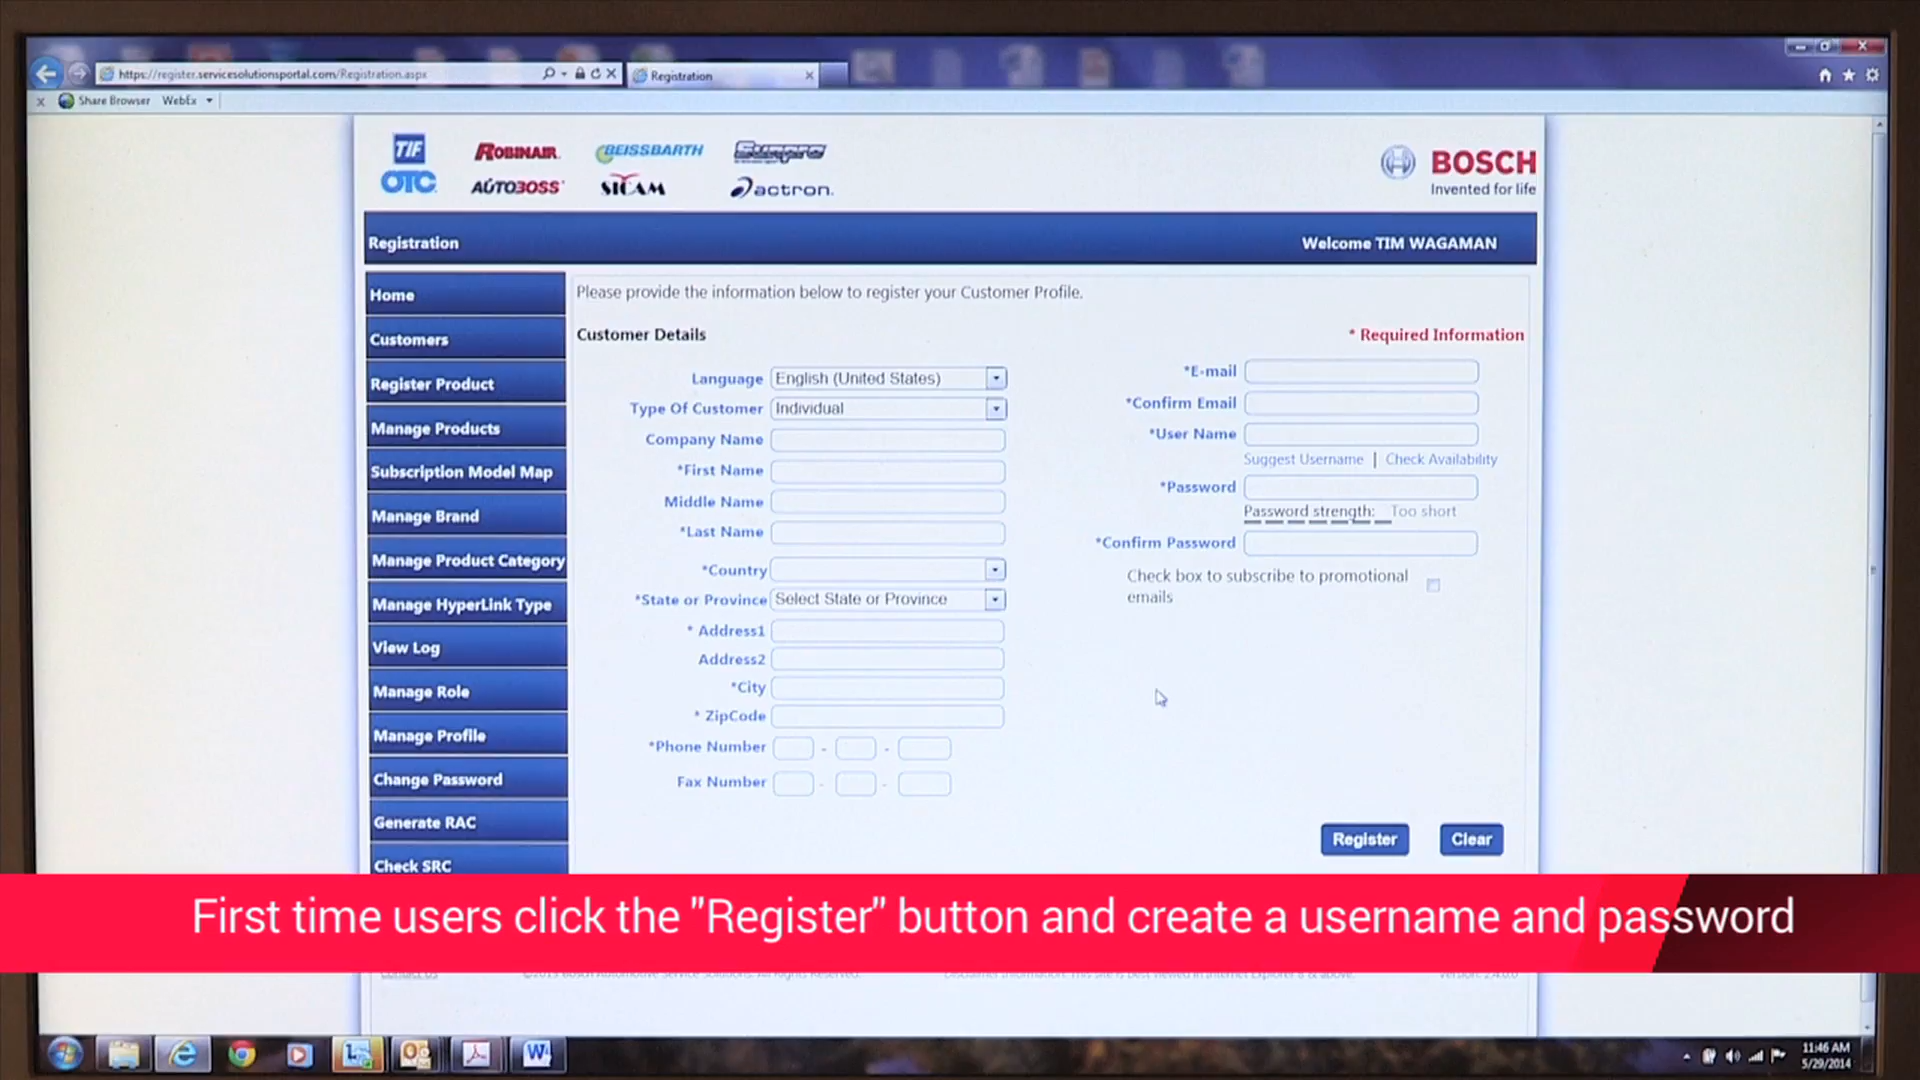 https://register.servicesolutionsportal.com/Registration.aspx
Registration
x Share Browser WebEx
TIF ROBINAIR BEISSBARTH Sunpro
OTC AUTOBOSS SICAM actron.
BOSCH
Invented for life
Registration
Welcome TIM WAGAMAN
Home
Customers
Register Product
Manage Products
Subscription Model Map
Manage Brand
Manage Product Category
Manage HyperLink Type
View Log
Manage Role
Manage Profile
Change Password
Generate RAC
Check SRC
Please provide the information below to register your Customer Profile.
Customer Details
* Required Information
Language English (United States)
Type Of Customer Individual
Company Name
*First Name
Middle Name
*Last Name
*Country
*State or Province Select State or Province
* Address1
Address2
*City
* ZipCode
*Phone Number - -
Fax Number - -
*E-mail
*Confirm Email
*User Name
Suggest Username | Check Availability
*Password
Password strength: Too short
*Confirm Password
Check box to subscribe to promotional
emails
Register Clear
First time users click the "Register" button and create a username and password
11:46 AM
5/29/2014